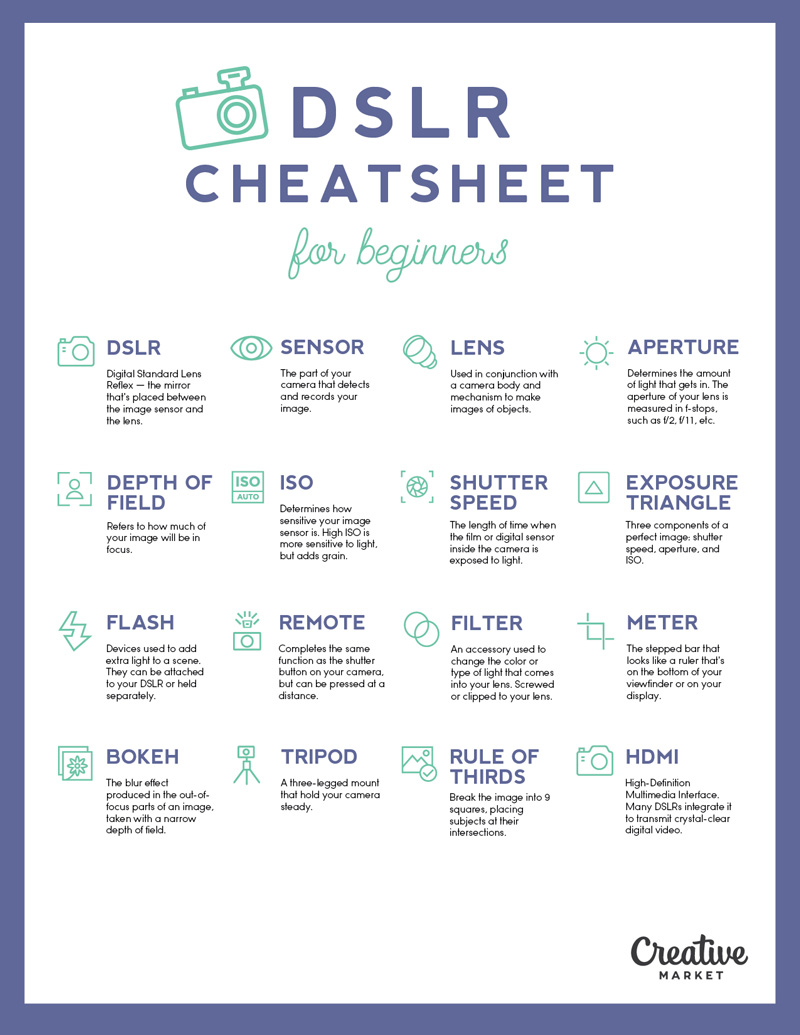 DSLR
CHEATSHEET
for beginners
DSLR
Digital Standard Lens
Reflex — the mirror
that's placed between
the image sensor and
the lens.
SENSOR
The part of your
camera that detects
and records your
image.
LENS
Used in conjunction with
a camera body and
mechanism to make
images of objects.
APERTURE
Determines the amount
of light that gets in. The
aperture of your lens is
measured in f-stops,
such as f/2, f/11, etc.
DEPTH OF
FIELD
Refers to how much of
your image will be in
focus.
ISO
AUTO
ISO
Determines how
sensitive your image
sensor is. High ISO is
more sensitive to light,
but adds grain.
SHUTTER
SPEED
The length of time when
the film or digital sensor
inside the camera is
exposed to light.
EXPOSURE
TRIANGLE
Three components of a
perfect image: shutter
speed, aperture, and
ISO.
FLASH
Devices used to add
extra light to a scene.
They can be attached
to your DSLR or held
separately.
REMOTE
Completes the same
function as the shutter
button on your camera,
but can be pressed at a
distance.
FILTER
An accessory used to
change the color or
type of light that comes
into your lens. Screwed
or clipped to your lens.
METER
The stepped bar that
looks like a ruler that's
on the bottom of your
viewfinder or on your
display.
BOKEH
The blur effect
produced in the out-of-
focus parts of an image,
taken with a narrow
depth of field.
TRIPOD
A three-legged mount
that hold your camera
steady.
RULE OF
THIRDS
Break the image into 9
squares, placing
subjects at their
intersections.
HDMI
High-Definition
Multimedia Interface.
Many DSLRs integrate it
to transmit crystal-clear
digital video.
Creative
MARKET